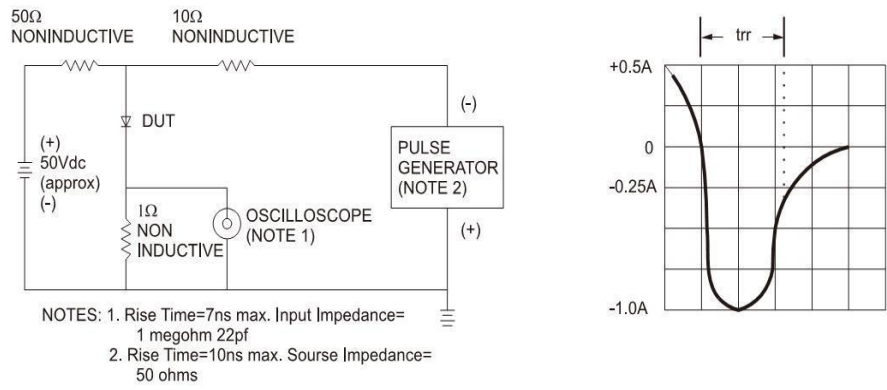 50Ω
NONINDUCTIVE
10Ω
NONINDUCTIVE
DUT
(+)
50Vdc
(approx)
(-)
1Ω
NON
INDUCTIVE
OSCILLOSCOPE
(NOTE 1)
(-)
PULSE
GENERATOR
(NOTE 2)
(+)
NOTES: 1. Rise Time=7ns max. Input Impedance=
1 megohm 22pf
2. Rise Time=10ns max. Sourse Impedance=
50 ohms
trr
+0.5A
0
-0.25A
-1.0A